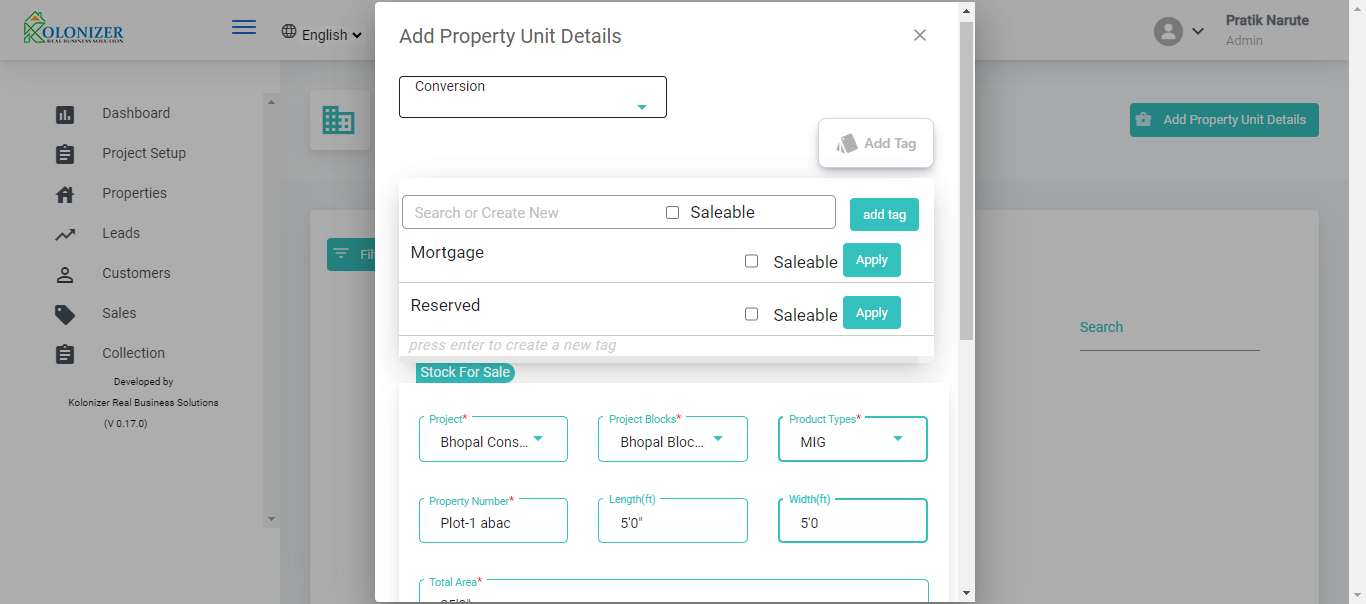 KOLONIZER
REAL BUSINESS SOLUTION
English
Pratik Narute
Admin
Dashboard
Project Setup
Properties
Leads
Customers
Sales
Collection
Developed by
Kolonizer Real Business Solutions
(V 0.17.0)
Add Property Unit Details
Search
Add Property Unit Details
Conversion
Add Tag
Search or Create New
Saleable
add tag
Mortgage
Saleable
Apply
Reserved
Saleable
Apply
press enter to create a new tag
Stock For Sale
Project*
Bhopal Cons...
Project Blocks*
Bhopal Bloc...
Product Types*
MIG
Property Number*
Plot-1 abac
Length(ft)
5'0"
Width(ft)
5'0
Total Area*